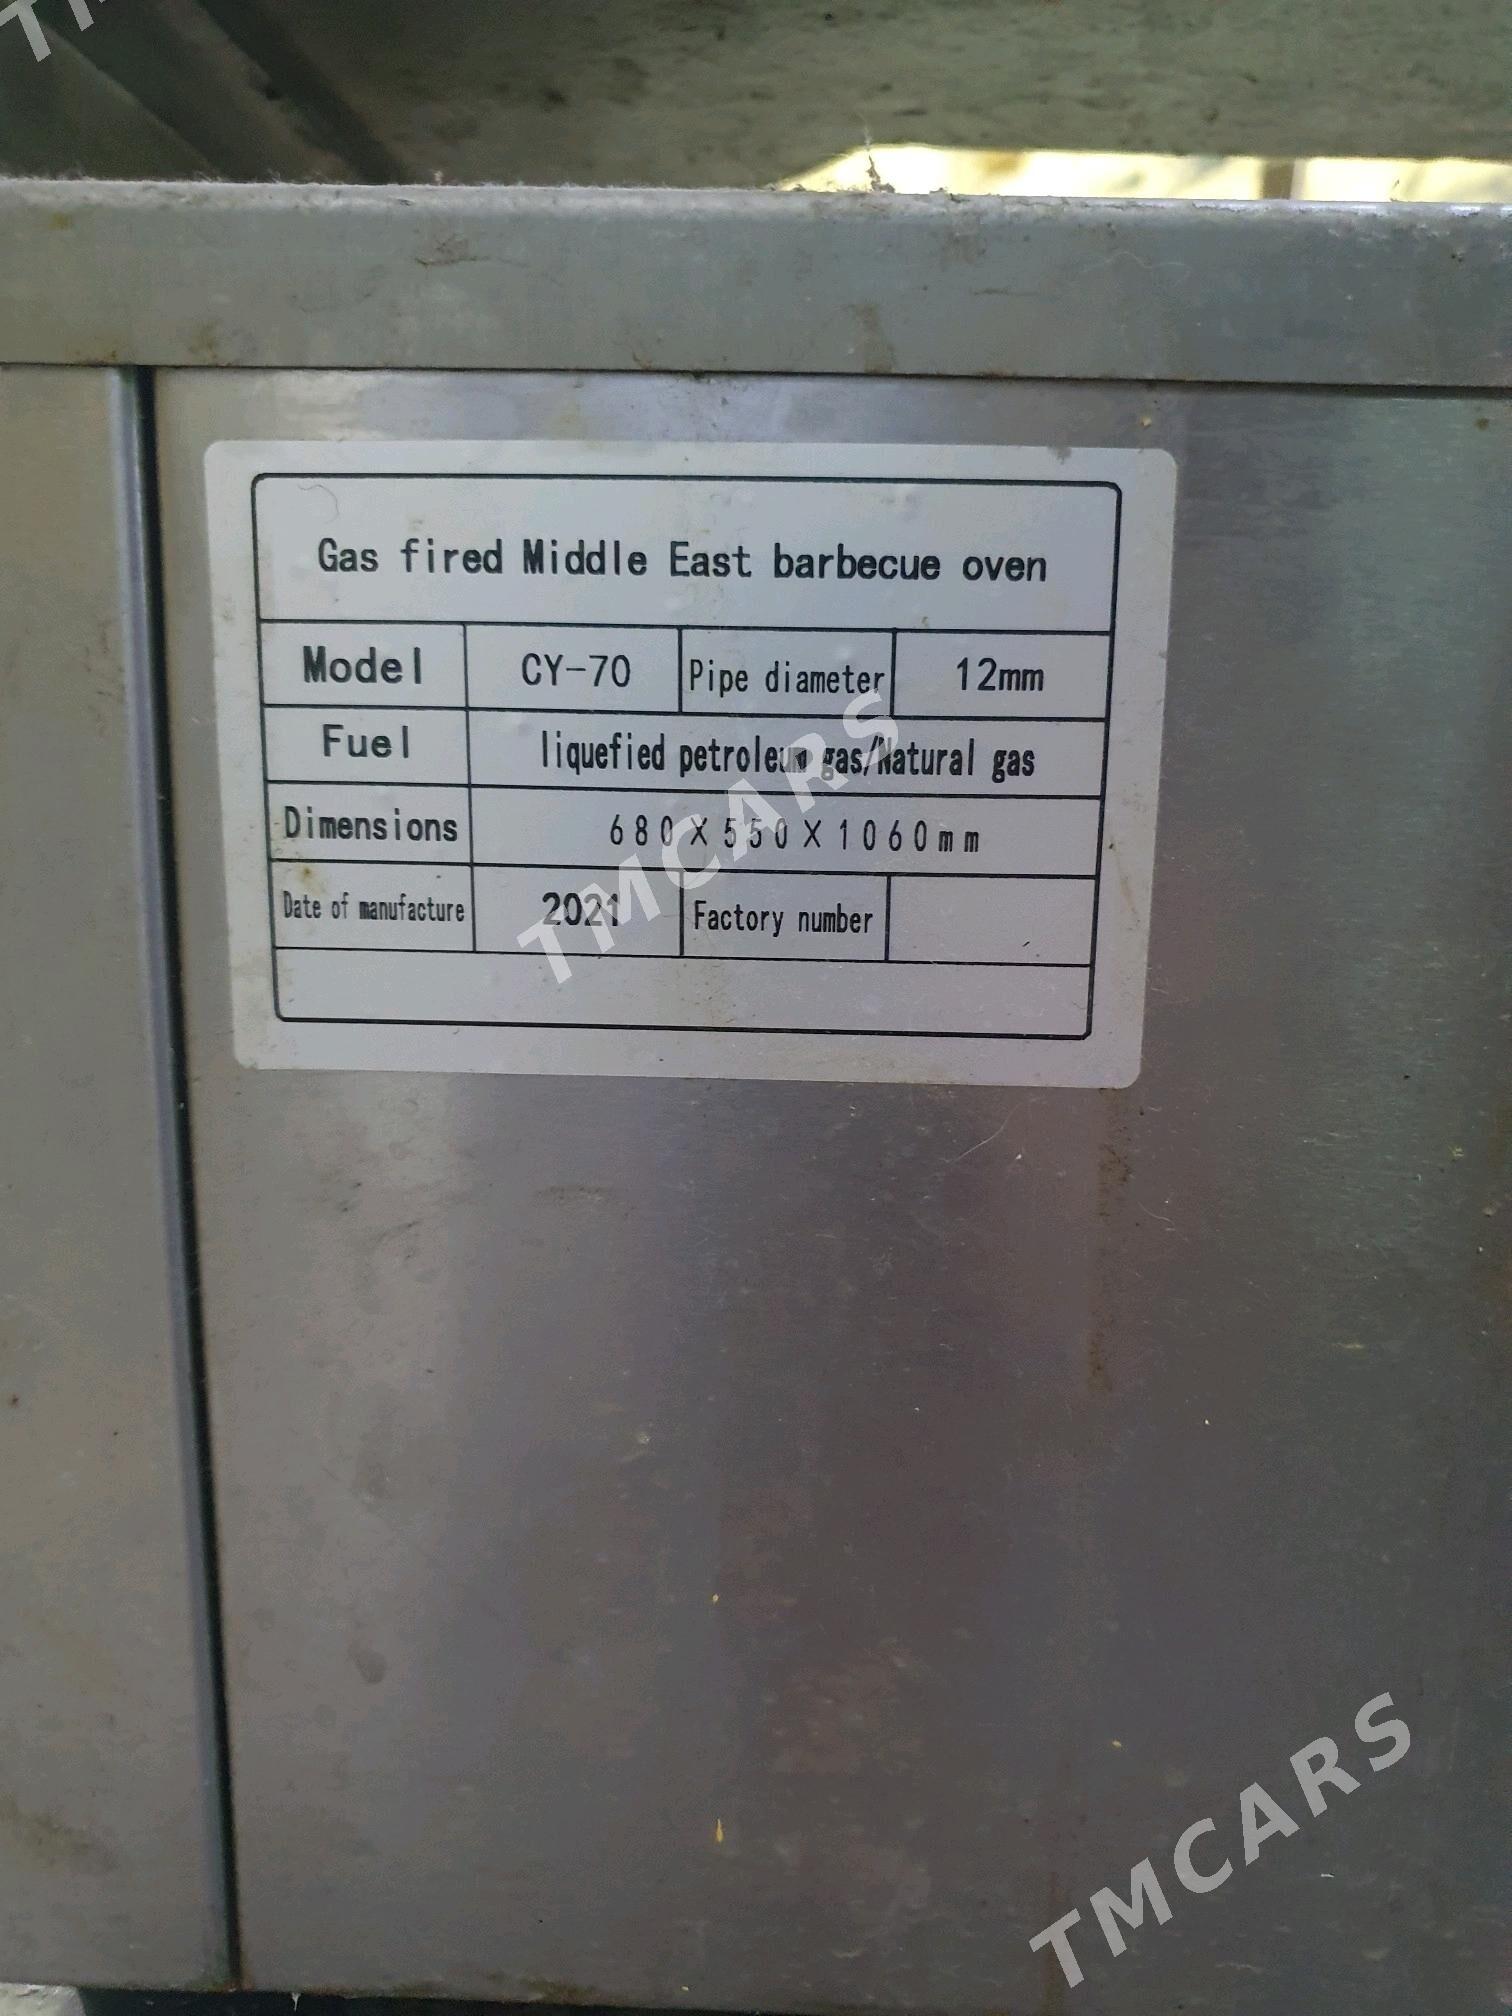 Gas fired Middle East barbecue oven
Model CY-70 Pipe diameter 12mm
Fuel liquefied petroleum gas/Natural gas
Dimensions 680X550X1060mm
Date of manufacture 2021 Factory number
TMCARS
TMCARS